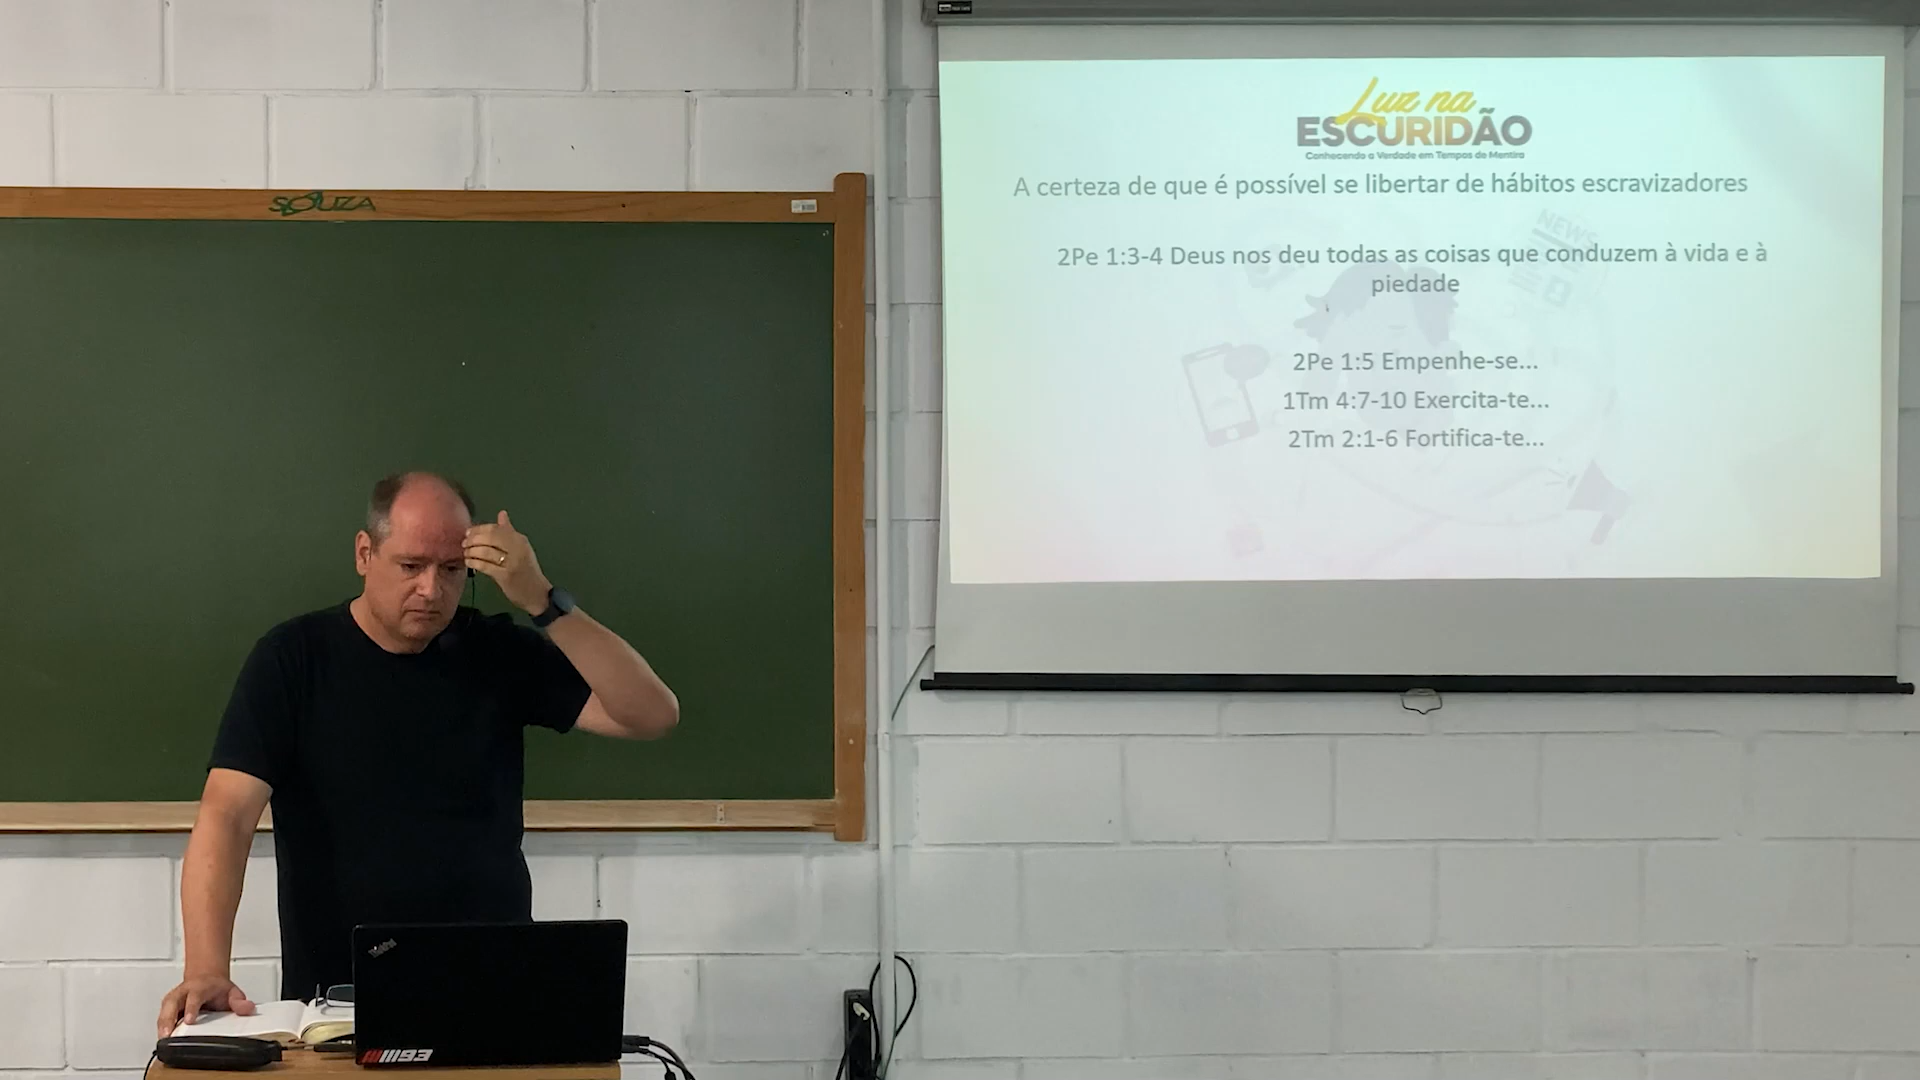 SOUZA
Luz na
ESCURIDÃO
Conhecendo a Verdade em Tempos de Mentira
A certeza de que é possível se libertar de hábitos escravizadores
NEWS
2Pe 1:3-4 Deus nos deu todas as coisas que conduzem à vida e à
piedade
2Pe 1:5 Empenhe-se...
1Tm 4:7-10 Exercita-te...
2Tm 2:1-6 Fortifica-te...
ThinkPad